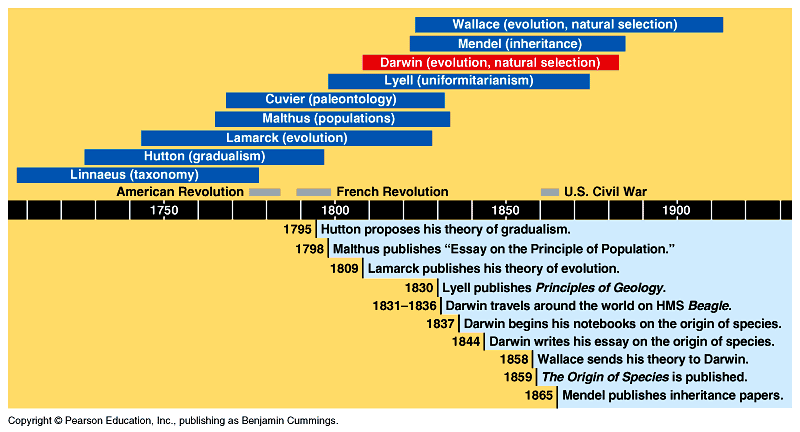 Wallace (evolution, natural selection)
Mendel (inheritance)
Darwin (evolution, natural selection)
Lyell (uniformitarianism)
Cuvier (paleontology)
Malthus (populations)
Lamarck (evolution)
Hutton (gradualism)
Linnaeus (taxonomy)
American Revolution French Revolution U.S. Civil War
1750 1800 1850 1900
1795 Hutton proposes his theory of gradualism.
1798 Malthus publishes “Essay on the Principle of Population.”
1809 Lamarck publishes his theory of evolution.
1830 Lyell publishes Principles of Geology.
1831–1836 Darwin travels around the world on HMS Beagle.
1837 Darwin begins his notebooks on the origin of species.
1844 Darwin writes his essay on the origin of species.
1858 Wallace sends his theory to Darwin.
1859 The Origin of Species is published.
1865 Mendel publishes inheritance papers.
Copyright © Pearson Education, Inc., publishing as Benjamin Cummings.